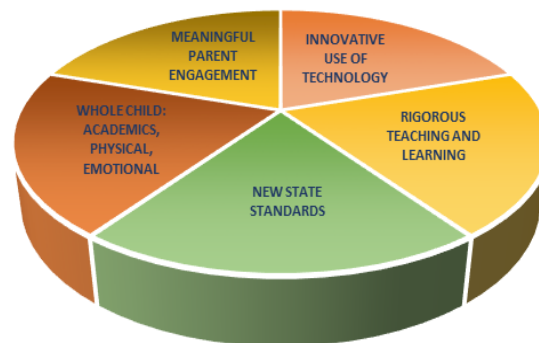 MEANINGFUL
PARENT
ENGAGEMENT
INNOVATIVE
USE OF
TECHNOLOGY
WHOLE CHILD:
ACADEMICS,
PHYSICAL,
EMOTIONAL
RIGOROUS
TEACHING AND
LEARNING
NEW STATE
STANDARDS